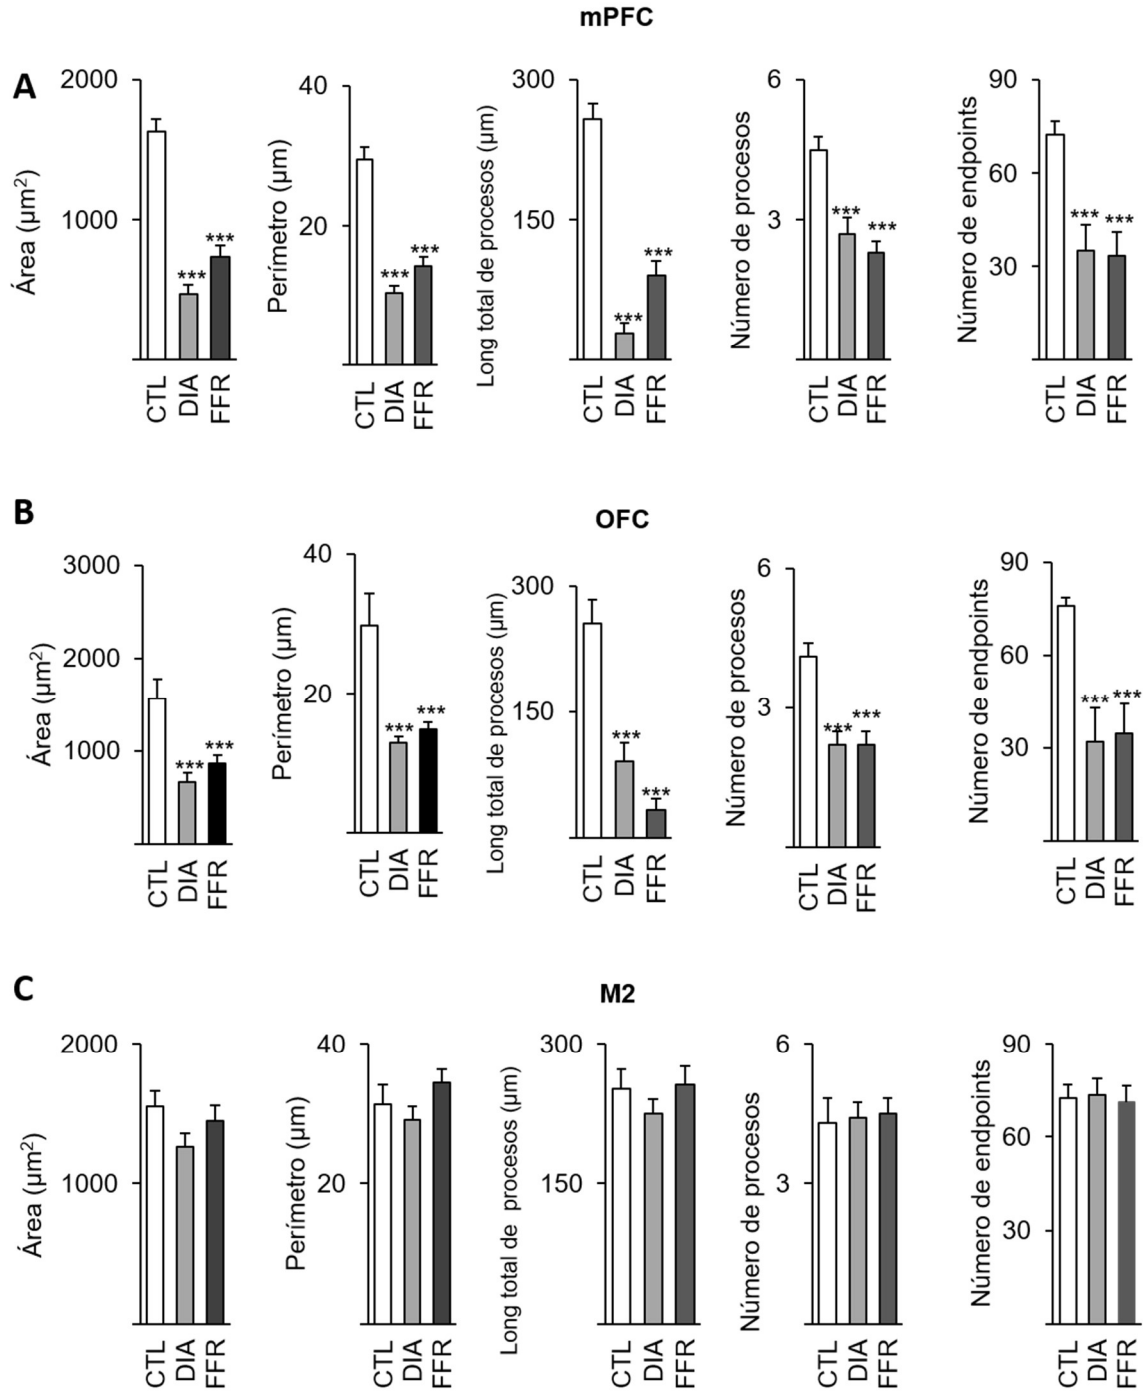 mPFC
A
2000
1000
Área (µm²)
CTL
DIA
FFR
***
***
40
20
Perímetro (µm)
CTL
DIA
FFR
***
***
300
150
Long total de procesos (µm)
CTL
DIA
FFR
***
***
6
3
Número de procesos
CTL
DIA
FFR
***
***
90
60
30
Número de endpoints
CTL
DIA
FFR
***
***
B
OFC
3000
2000
1000
Área (µm²)
CTL
DIA
FFR
***
***
40
20
Perímetro (µm)
CTL
DIA
FFR
***
***
300
150
Long total de procesos (µm)
CTL
DIA
FFR
***
***
6
3
Número de procesos
CTL
DIA
FFR
***
***
90
60
30
Número de endpoints
CTL
DIA
FFR
***
***
C
M2
2000
1000
Área (µm²)
CTL
DIA
FFR
40
20
Perímetro (µm)
CTL
DIA
FFR
300
150
Long total de procesos (µm)
CTL
DIA
FFR
6
3
Número de procesos
CTL
DIA
FFR
90
60
30
Número de endpoints
CTL
DIA
FFR